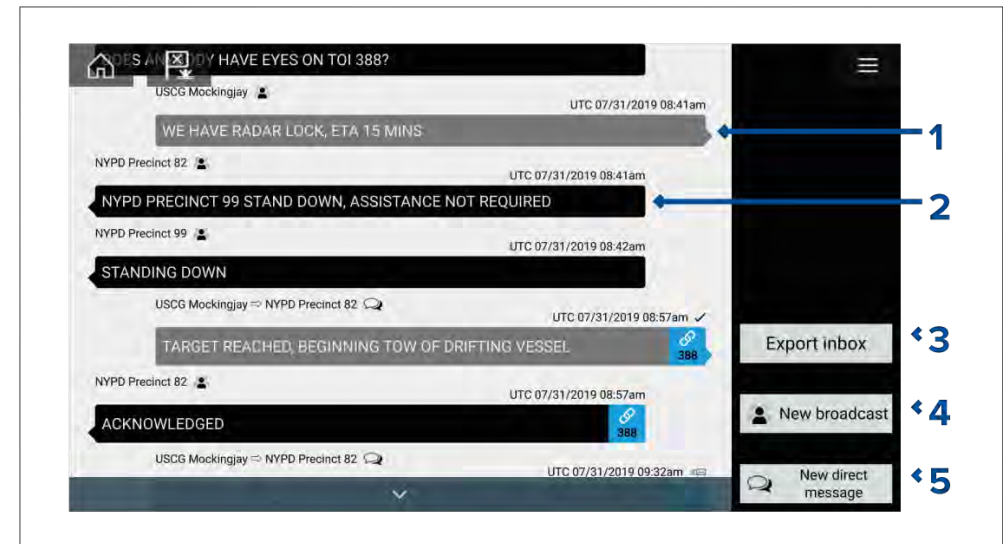 DOES ANYBODY HAVE EYES ON TOI 388?
USCG Mockingjay
UTC 07/31/2019 08:41am
WE HAVE RADAR LOCK, ETA 15 MINS
1
NYPD Precinct 82
UTC 07/31/2019 08:41am
NYPD PRECINCT 99 STAND DOWN, ASSISTANCE NOT REQUIRED
2
NYPD Precinct 99
UTC 07/31/2019 08:42am
STANDING DOWN
USCG Mockingjay ⇨ NYPD Precinct 82
UTC 07/31/2019 08:57am ✓
TARGET REACHED, BEGINNING TOW OF DRIFTING VESSEL
388
Export inbox
3
NYPD Precinct 82
UTC 07/31/2019 08:57am
ACKNOWLEDGED
388
New broadcast
4
USCG Mockingjay ⇨ NYPD Precinct 82
UTC 07/31/2019 09:32am
New direct
message
5